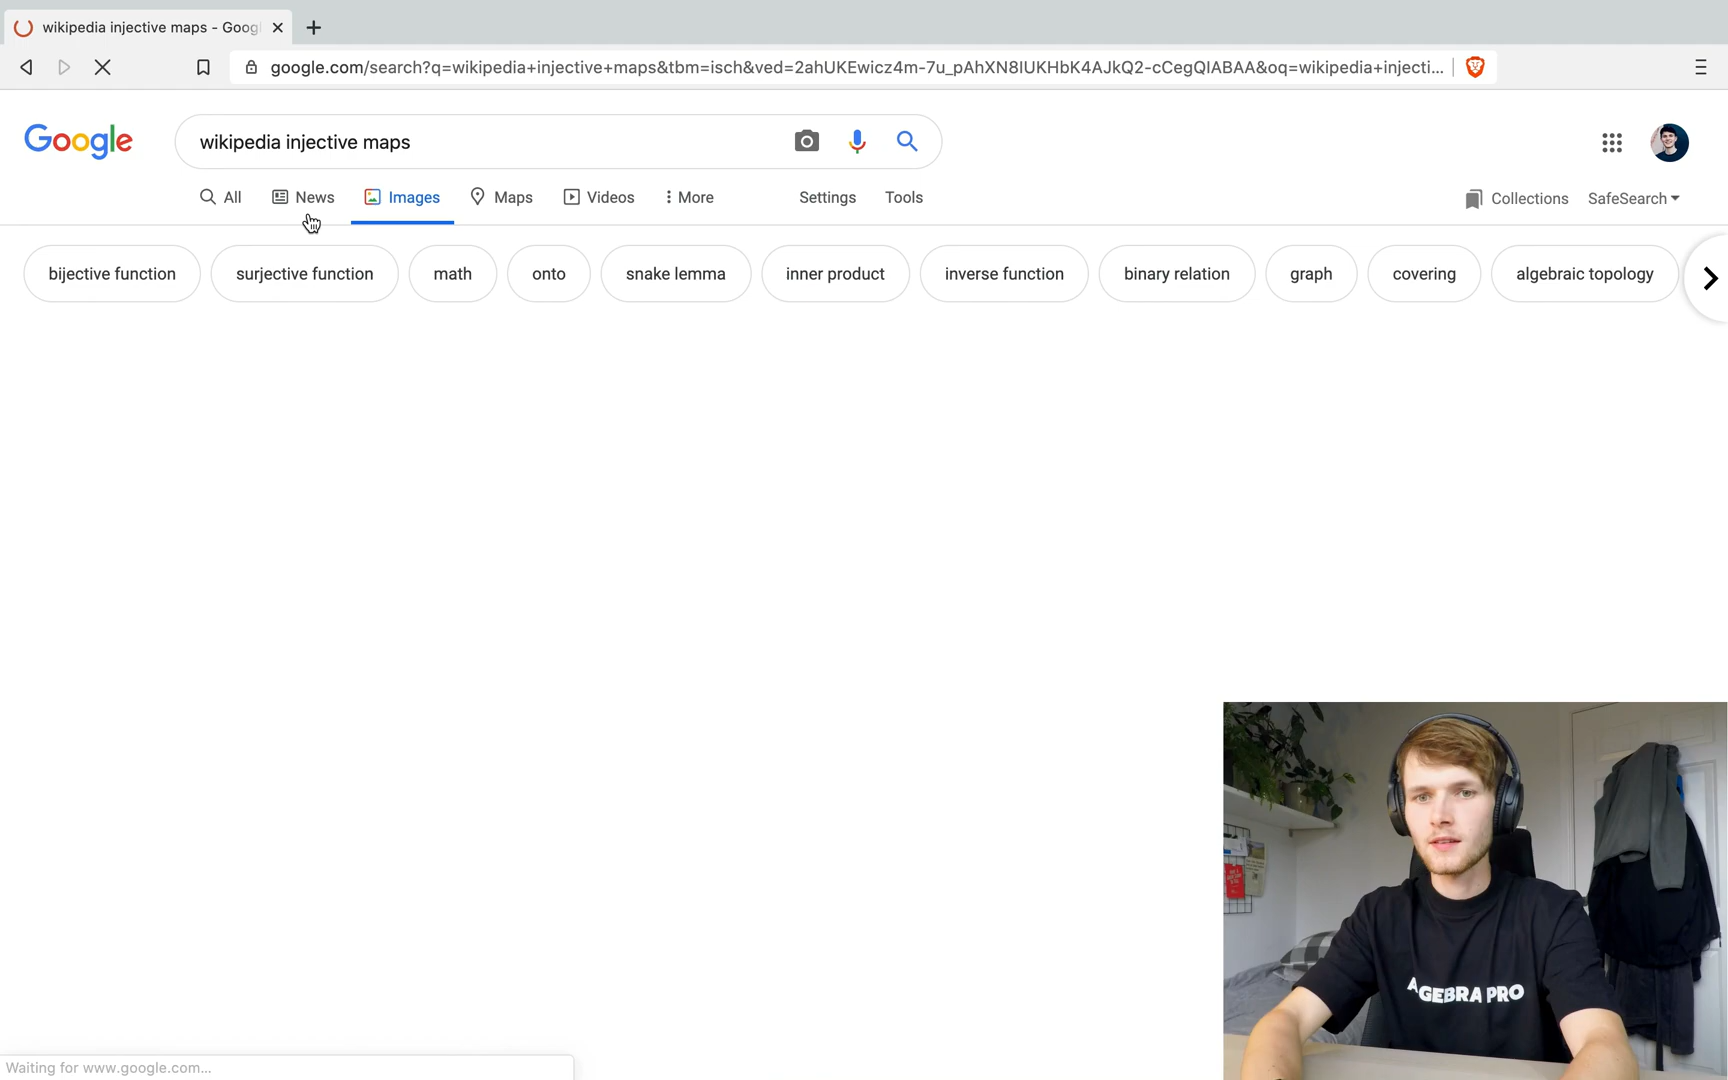 wikipedia injective maps - Goog
google.com/search?q=wikipedia+injective+maps&tbm=isch&ved=2ahUKEwicz4m-7u_pAhXN8IUKHbK4AJkQ2-cCegQIABAA&oq=wikipedia+injecti...
Google
wikipedia injective maps
All News Images Maps Videos More Settings Tools
Collections SafeSearch
bijective function surjective function math onto snake lemma inner product inverse function binary relation graph covering algebraic topology
A GEBRA PRO
Waiting for www.google.com...